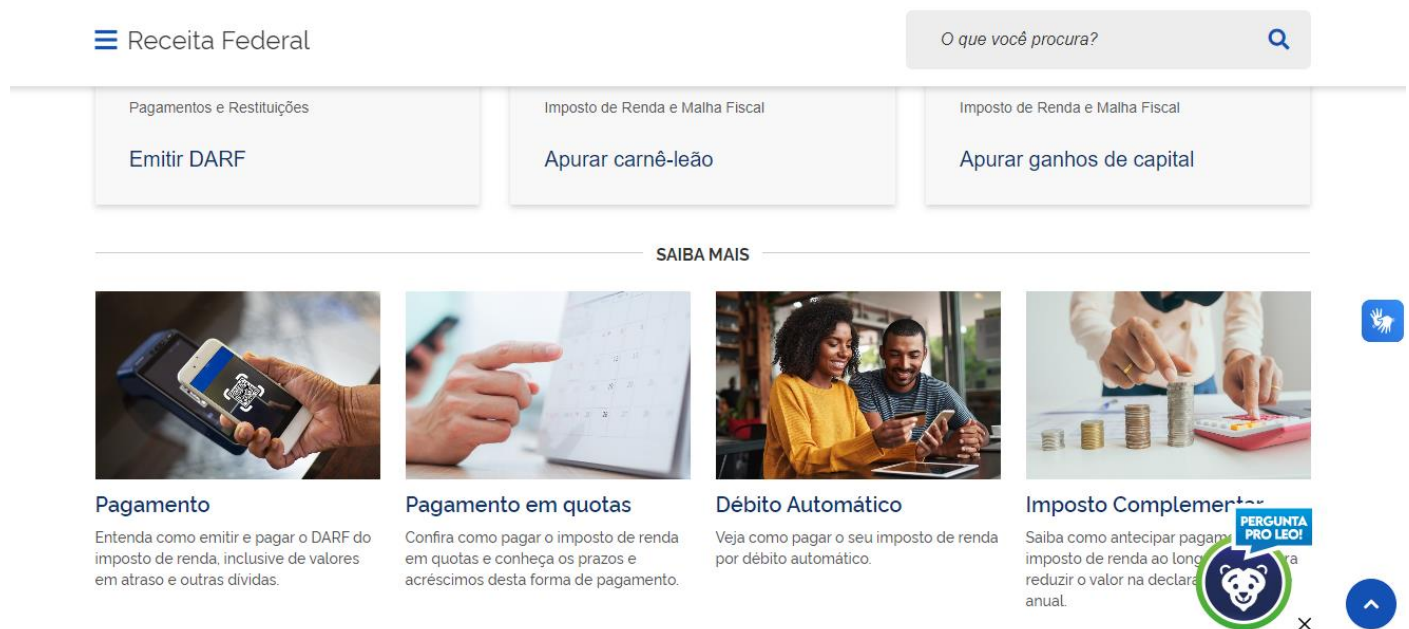 Receita Federal
O que você procura?
Pagamentos e Restituições
Imposto de Renda e Malha Fiscal
Imposto de Renda e Malha Fiscal
Emitir DARF
Apurar carnê-leão
Apurar ganhos de capital
SAIBA MAIS
Pagamento
Entenda como emitir e pagar o DARF do
imposto de renda, inclusive de valores
em atraso e outras dívidas.
Pagamento em quotas
Confira como pagar o imposto de renda
em quotas e conheça os prazos e
acréscimos desta forma de pagamento.
Débito Automático
Veja como pagar o seu imposto de renda
por débito automático.
Imposto Complementar
Saiba como antecipar
imposto de renda ao
reduzir o valor na
anual.
PERGUNTA
PRO LEO!